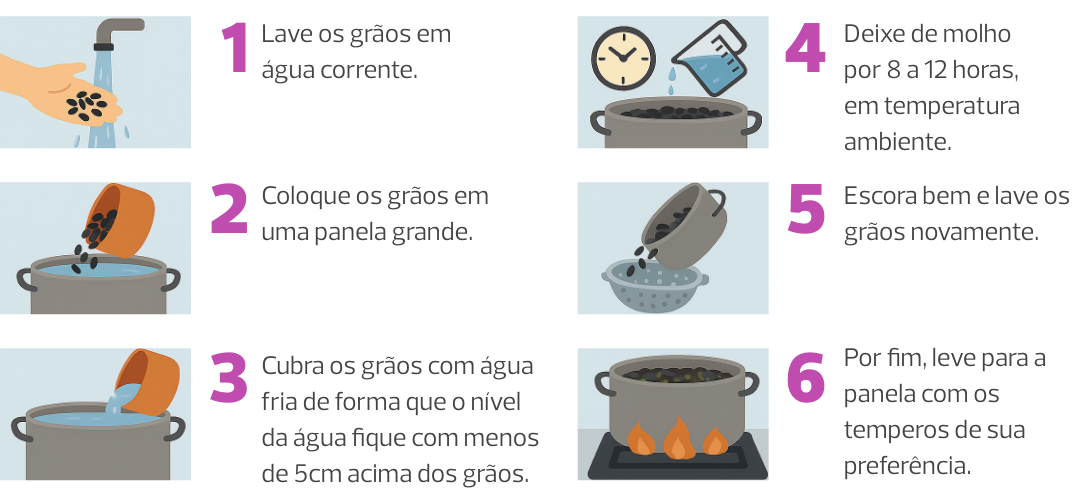 1 Lave os grãos em
água corrente.
2 Coloque os grãos em
uma panela grande.
3 Cubra os grãos com água
fria de forma que o nível
da água fique com menos
de 5cm acima dos grãos.
4 Deixe de molho
por 8 a 12 horas,
em temperatura
ambiente.
5 Escora bem e lave os
grãos novamente.
6 Por fim, leve para a
panela com os
temperos de sua
preferência.